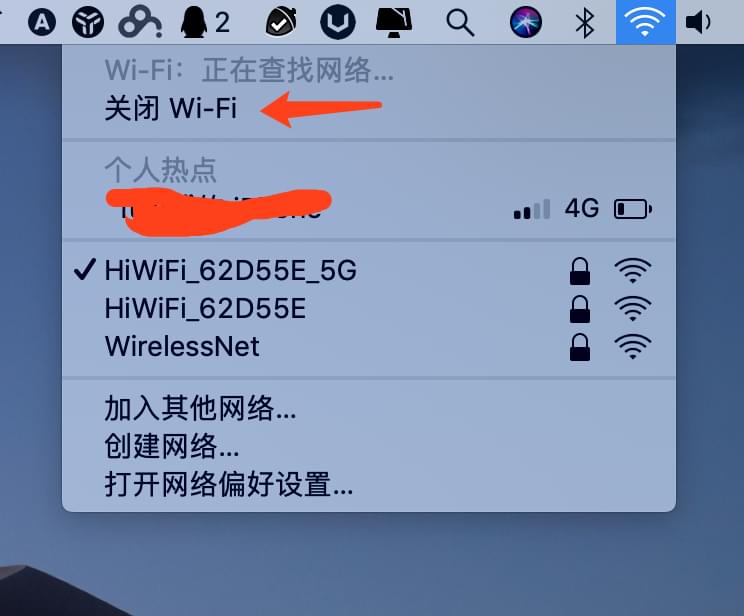 2
Wi-Fi：正在查找网络...
关闭 Wi-Fi
个人热点
4G
HiWiFi_62D55E_5G
HiWiFi_62D55E
WirelessNet
加入其他网络...
创建网络...
打开网络偏好设置...